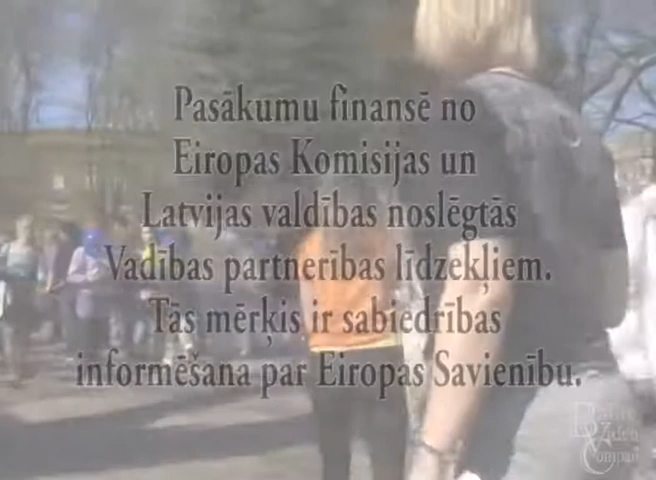 Pasākumu finansē no
Eiropas Komisijas un
Latvijas valdības noslēgtās
Vadības partnerības līdzekļiem.
Tās mērķis ir sabiedrības
informēšana par Eiropas Savienību.
Video